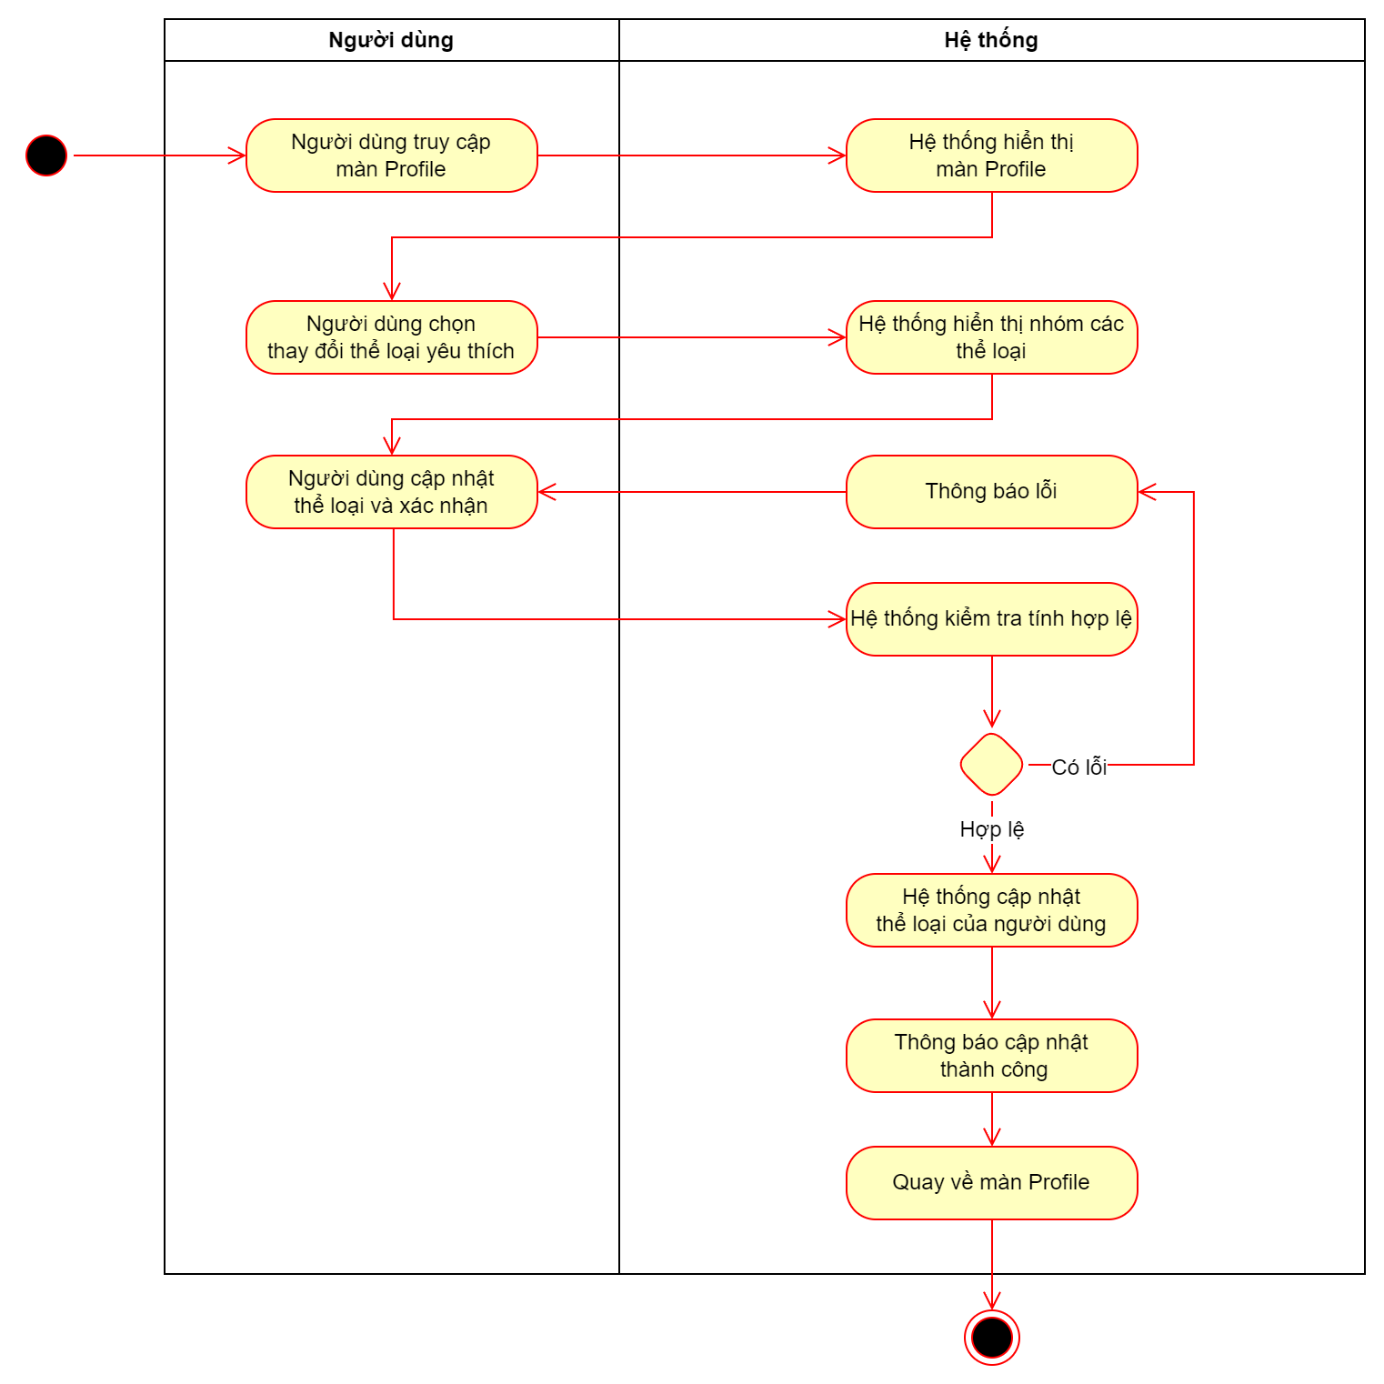 Người dùng
Hệ thống
Người dùng truy cập
màn Profile
Hệ thống hiển thị
màn Profile
Người dùng chọn
thay đổi thể loại yêu thích
Hệ thống hiển thị nhóm các
thể loại
Người dùng cập nhật
thể loại và xác nhận
Thông báo lỗi
Hệ thống kiểm tra tính hợp lệ
Có lỗi
Hợp lệ
Hệ thống cập nhật
thể loại của người dùng
Thông báo cập nhật
thành công
Quay về màn Profile